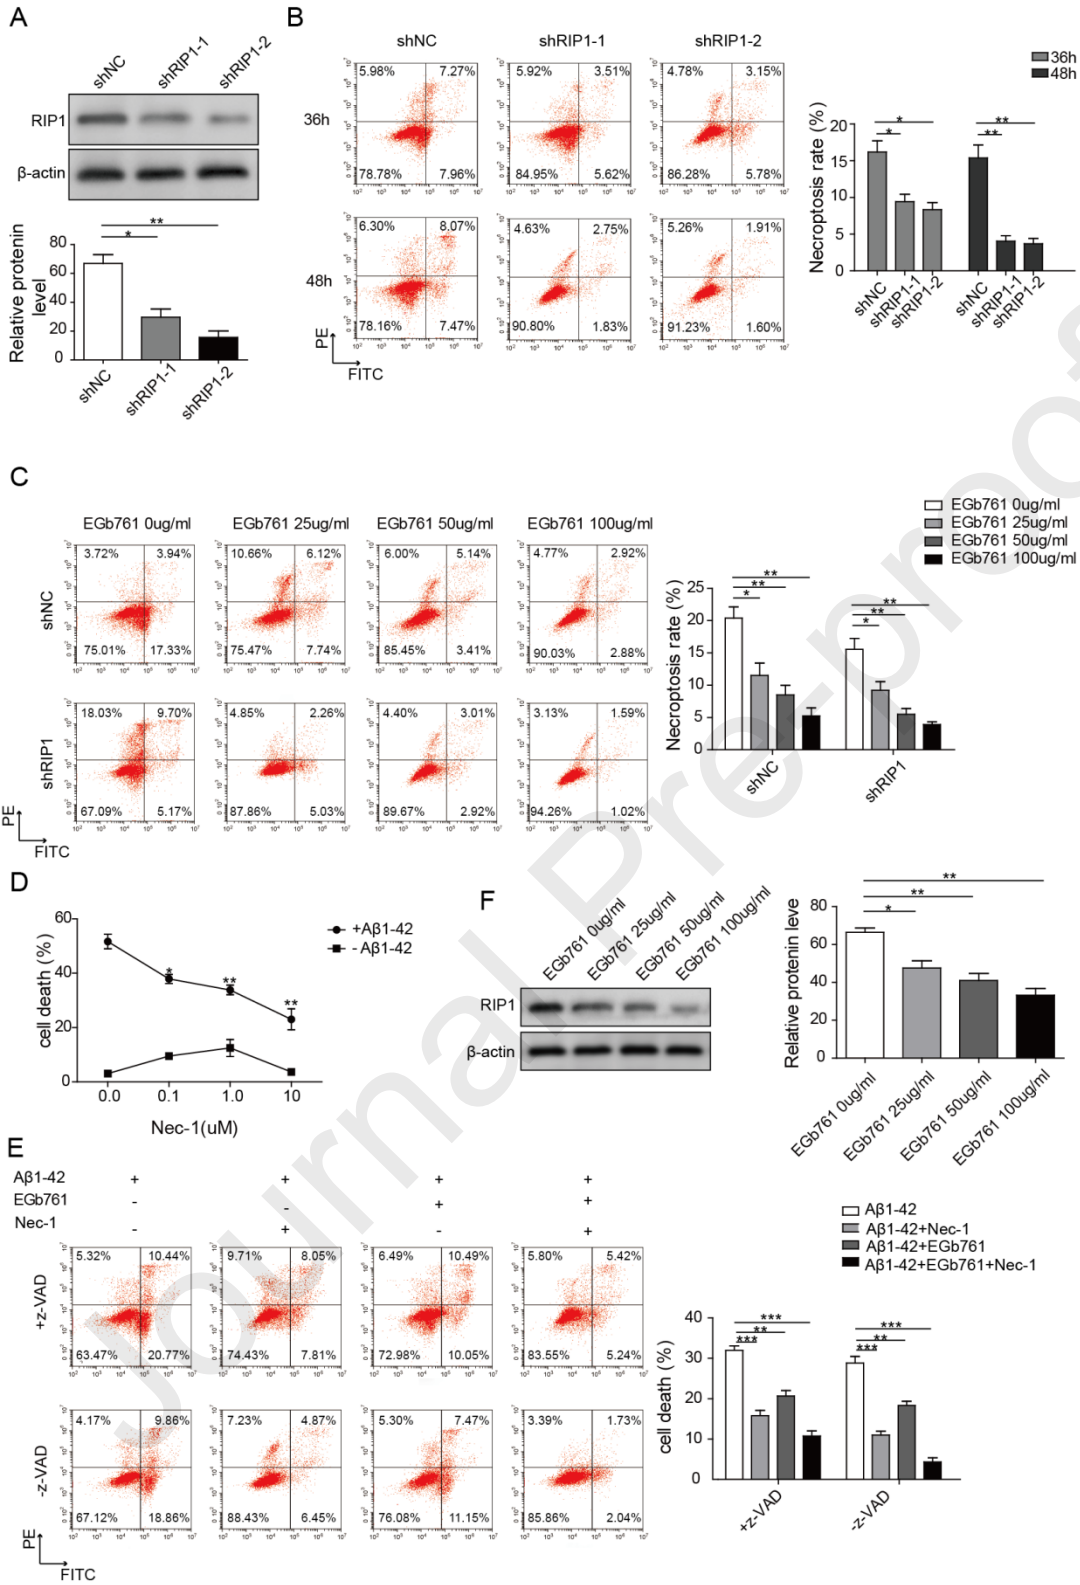 A
shNC
shRIP1-1
shRIP1-2
RIP1
β-actin
Relative protenin
level
80
60
40
20
0
*
**
shNC
shRIP1-1
shRIP1-2
B
shNC
shRIP1-1
shRIP1-2
36h
5.98%
7.27%
78.78%
7.96%
5.92%
3.51%
84.95%
5.62%
4.78%
3.15%
86.28%
5.78%
48h
6.30%
8.07%
78.16%
7.47%
4.63%
2.75%
90.80%
1.83%
5.26%
1.91%
91.23%
1.60%
PE
FITC
36h
48h
Necroptosis rate (%)
20
15
10
5
0
*
*
**
**
shNC
shRIP1-1
shRIP1-2
shNC
shRIP1-1
shRIP1-2
C
EGb761 0ug/ml
EGb761 25ug/ml
EGb761 50ug/ml
EGb761 100ug/ml
shNC
3.72%
3.94%
75.01%
17.33%
10.66%
6.12%
75.47%
7.74%
6.00%
5.14%
85.45%
3.41%
4.77%
2.92%
90.03%
2.88%
shRIP1
18.03%
9.70%
67.09%
5.17%
4.85%
2.26%
87.86%
5.03%
4.40%
3.01%
89.67%
2.92%
3.13%
1.59%
94.26%
1.02%
PE
FITC
EGb761 0ug/ml
EGb761 25ug/ml
EGb761 50ug/ml
EGb761 100ug/ml
Necroptosis rate (%)
25
20
15
10
5
0
**
**
*
**
**
*
shNC
shRIP1
D
cell death (%)
60
40
20
0
*
**
**
+Aβ1-42
- Aβ1-42
0.0
0.1
1.0
10
Nec-1(uM)
F
EGb761 0ug/ml
EGb761 25ug/ml
EGb761 50ug/ml
EGb761 100ug/ml
RIP1
β-actin
Relative protenin leve
80
60
40
20
0
**
**
*
EGb761 0ug/ml
EGb761 25ug/ml
EGb761 50ug/ml
EGb761 100ug/ml
E
Aβ1-42 + + + +
EGb761 - - + +
Nec-1 - + - +
+z-VAD
5.32%
10.44%
63.47%
20.77%
9.71%
8.05%
74.43%
7.81%
6.49%
10.49%
72.98%
10.05%
5.80%
5.42%
83.55%
5.24%
-z-VAD
4.17%
9.86%
67.12%
18.86%
7.23%
4.87%
88.43%
6.45%
5.30%
7.47%
76.08%
11.15%
3.39%
1.73%
85.86%
2.04%
PE
FITC
Aβ1-42
Aβ1-42+Nec-1
Aβ1-42+EGb761
Aβ1-42+EGb761+Nec-1
cell death (%)
40
30
20
10
0
***
**
***
***
**
***
+z-VAD
-z-VAD
Journal Pre-proof